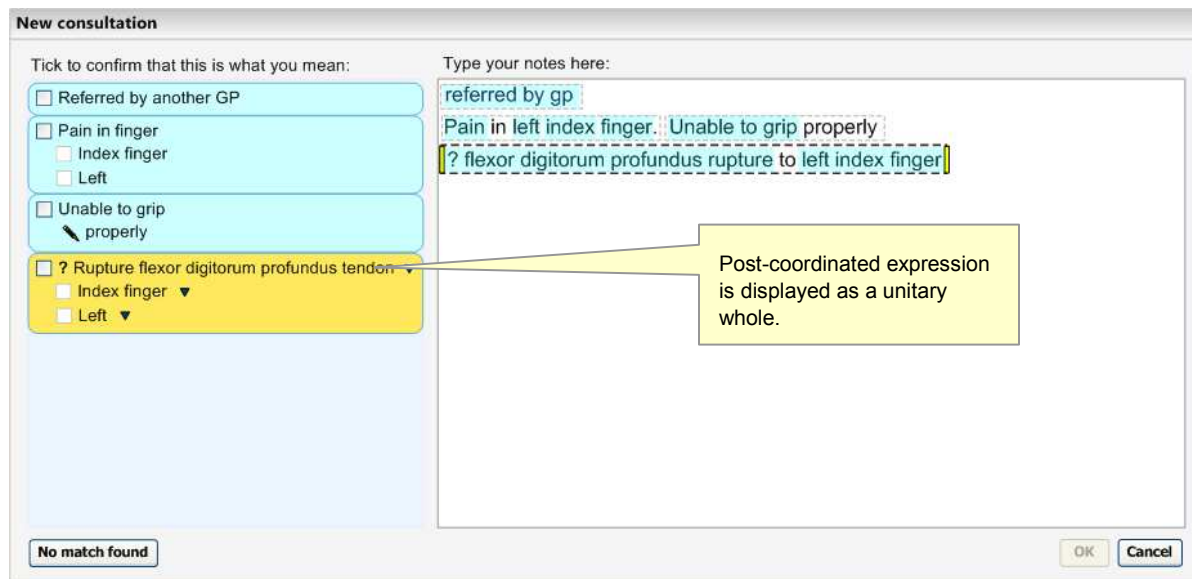 New consultation
Tick to confirm that this is what you mean:
Referred by another GP
Pain in finger
Index finger
Left
Unable to grip
properly
? Rupture flexor digitorum profundus tendon
Index finger
Left
No match found
Type your notes here:
referred by gp
Pain in left index finger. Unable to grip properly
? flexor digitorum profundus rupture to left index finger
Post-coordinated expression
is displayed as a unitary
whole.
OK
Cancel